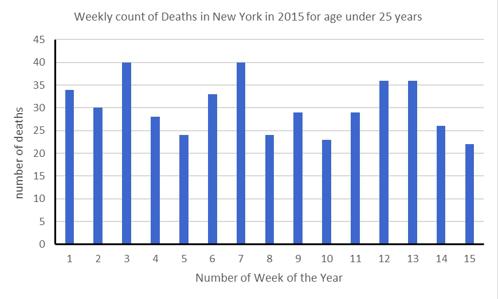 Weekly count of Deaths in New York in 2015 for age under 25 years
number of deaths
45
40
35
30
25
20
15
10
5
0
1 2 3 4 5 6 7 8 9 10 11 12 13 14 15
Number of Week of the Year